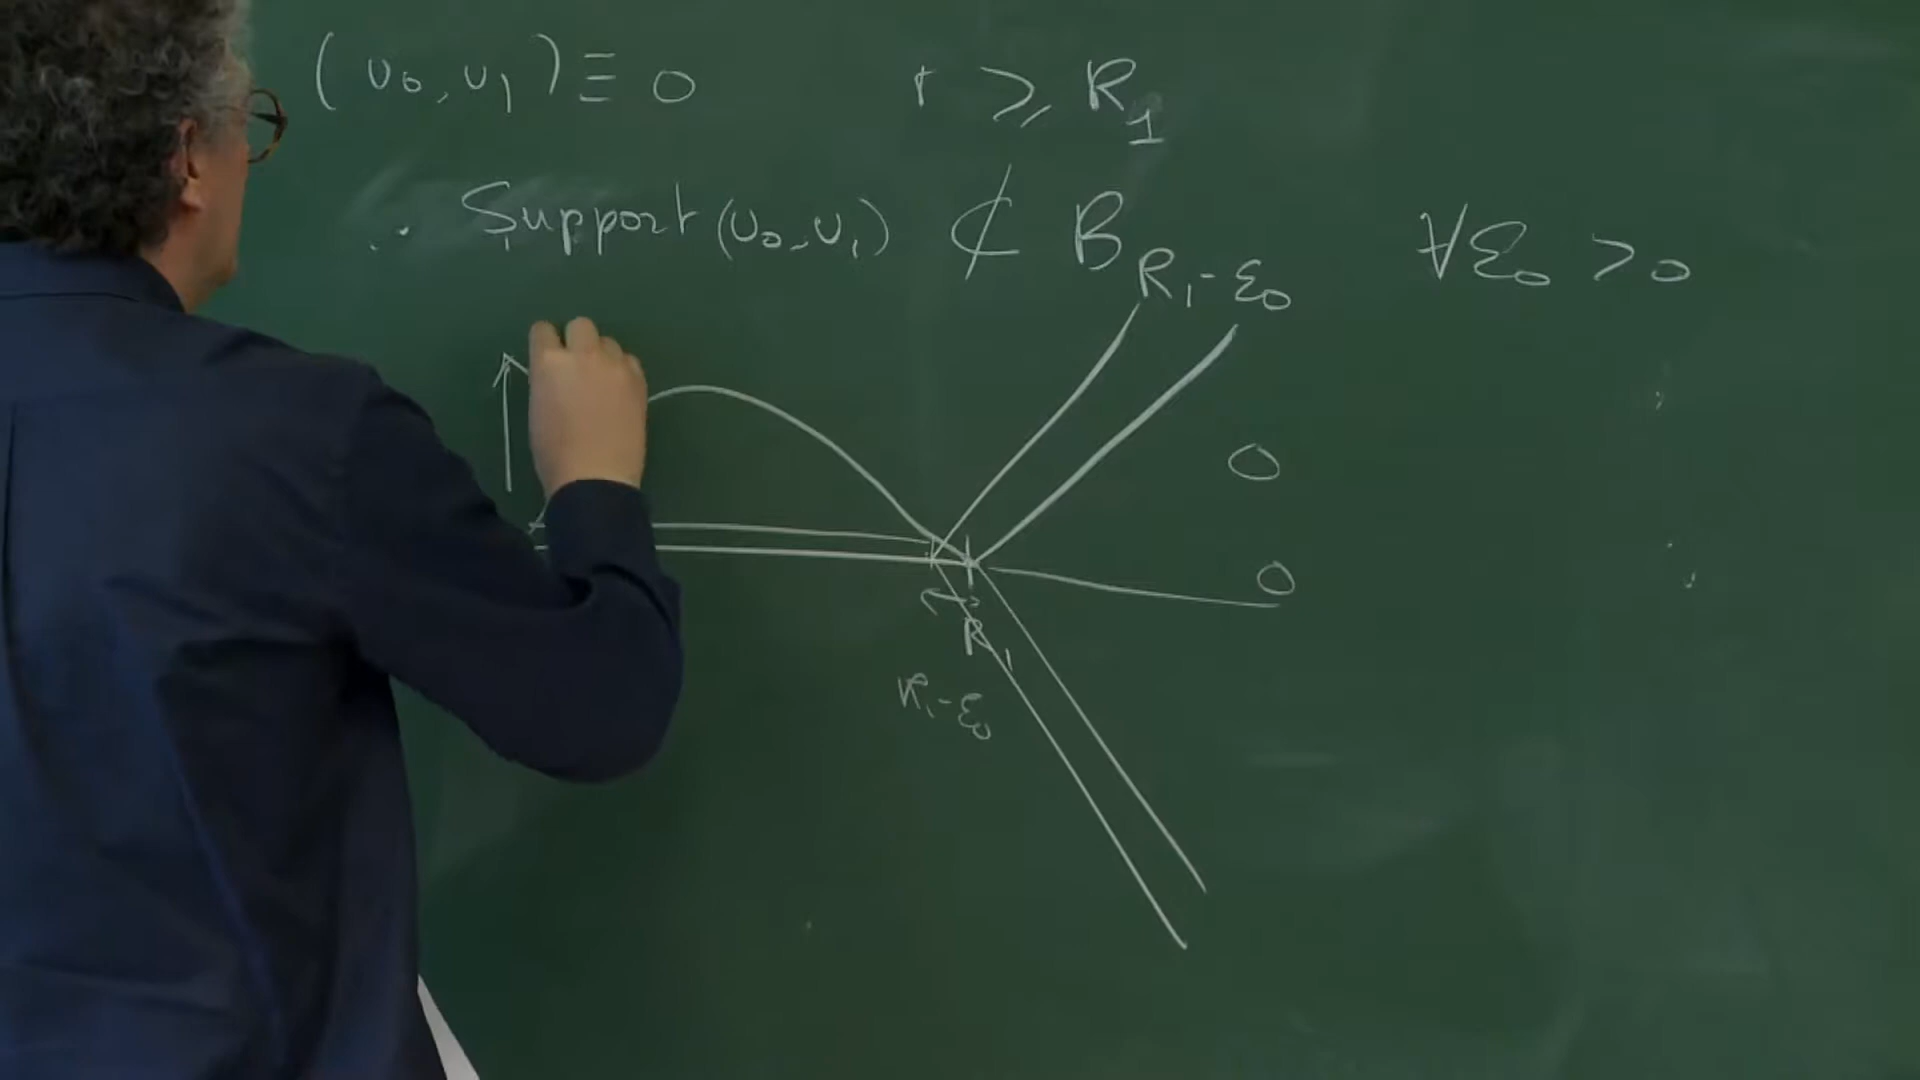 (u₀, u₁) ≡ 0 r ⩾ R₁
Support (u₀, u₁) ⊄ B_{R₁-ε₀} ∀ε₀ > 0
0
0
R₁
R₁-ε₀